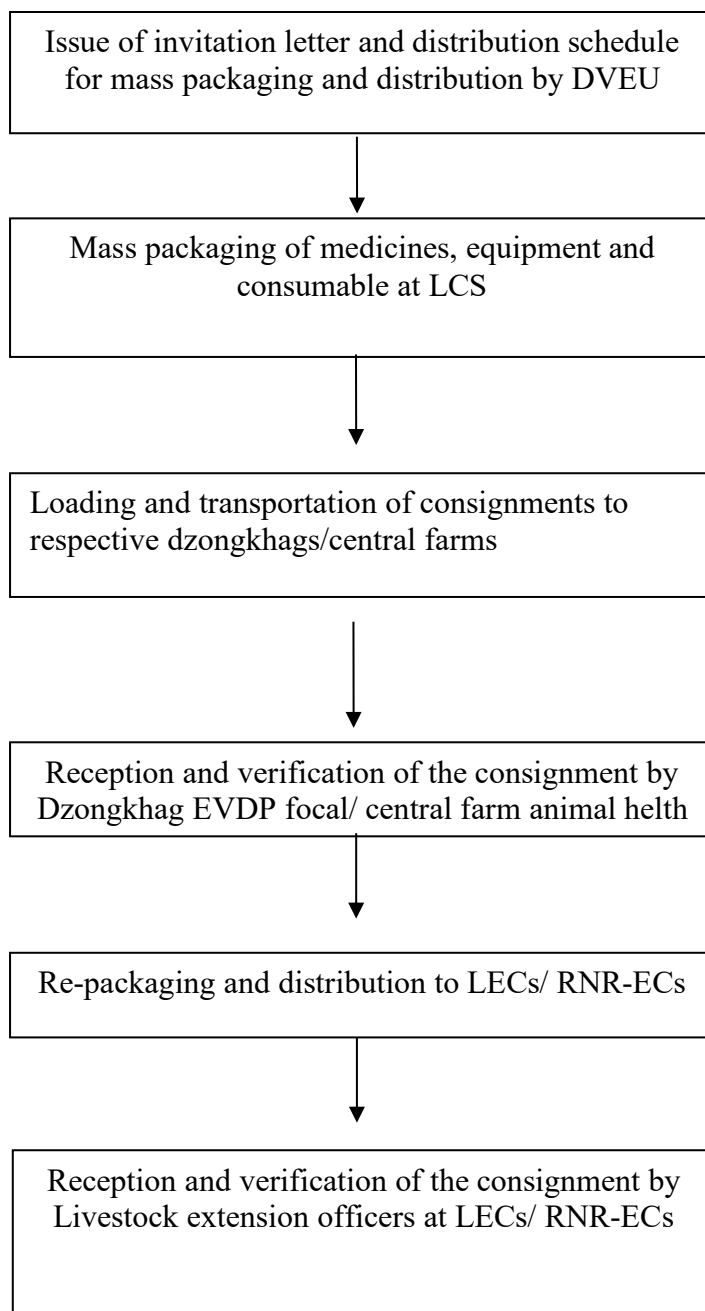 Issue of invitation letter and distribution schedule
for mass packaging and distribution by DVEU
Mass packaging of medicines, equipment and
consumable at LCS
Loading and transportation of consignments to
respective dzongkhags/central farms
Reception and verification of the consignment by
Dzongkhag EVDP focal/ central farm animal helth
Re-packaging and distribution to LECs/ RNR-ECs
Reception and verification of the consignment by
Livestock extension officers at LECs/ RNR-ECs